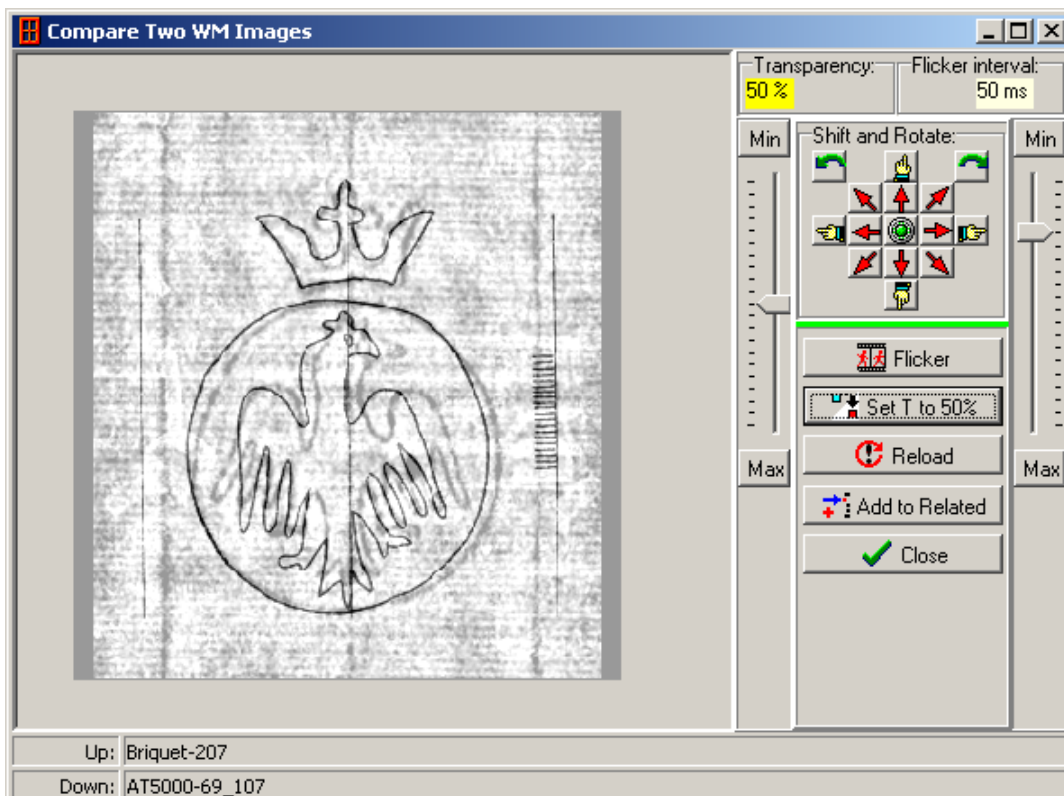 Compare Two WM Images
Transparency: Flicker interval:
50 % 50 ms
Min Shift and Rotate: Min
Flicker
Set T to 50%
Reload
Max Max
Add to Related
Close
Up: Briquet-207
Down: AT5000-69_107